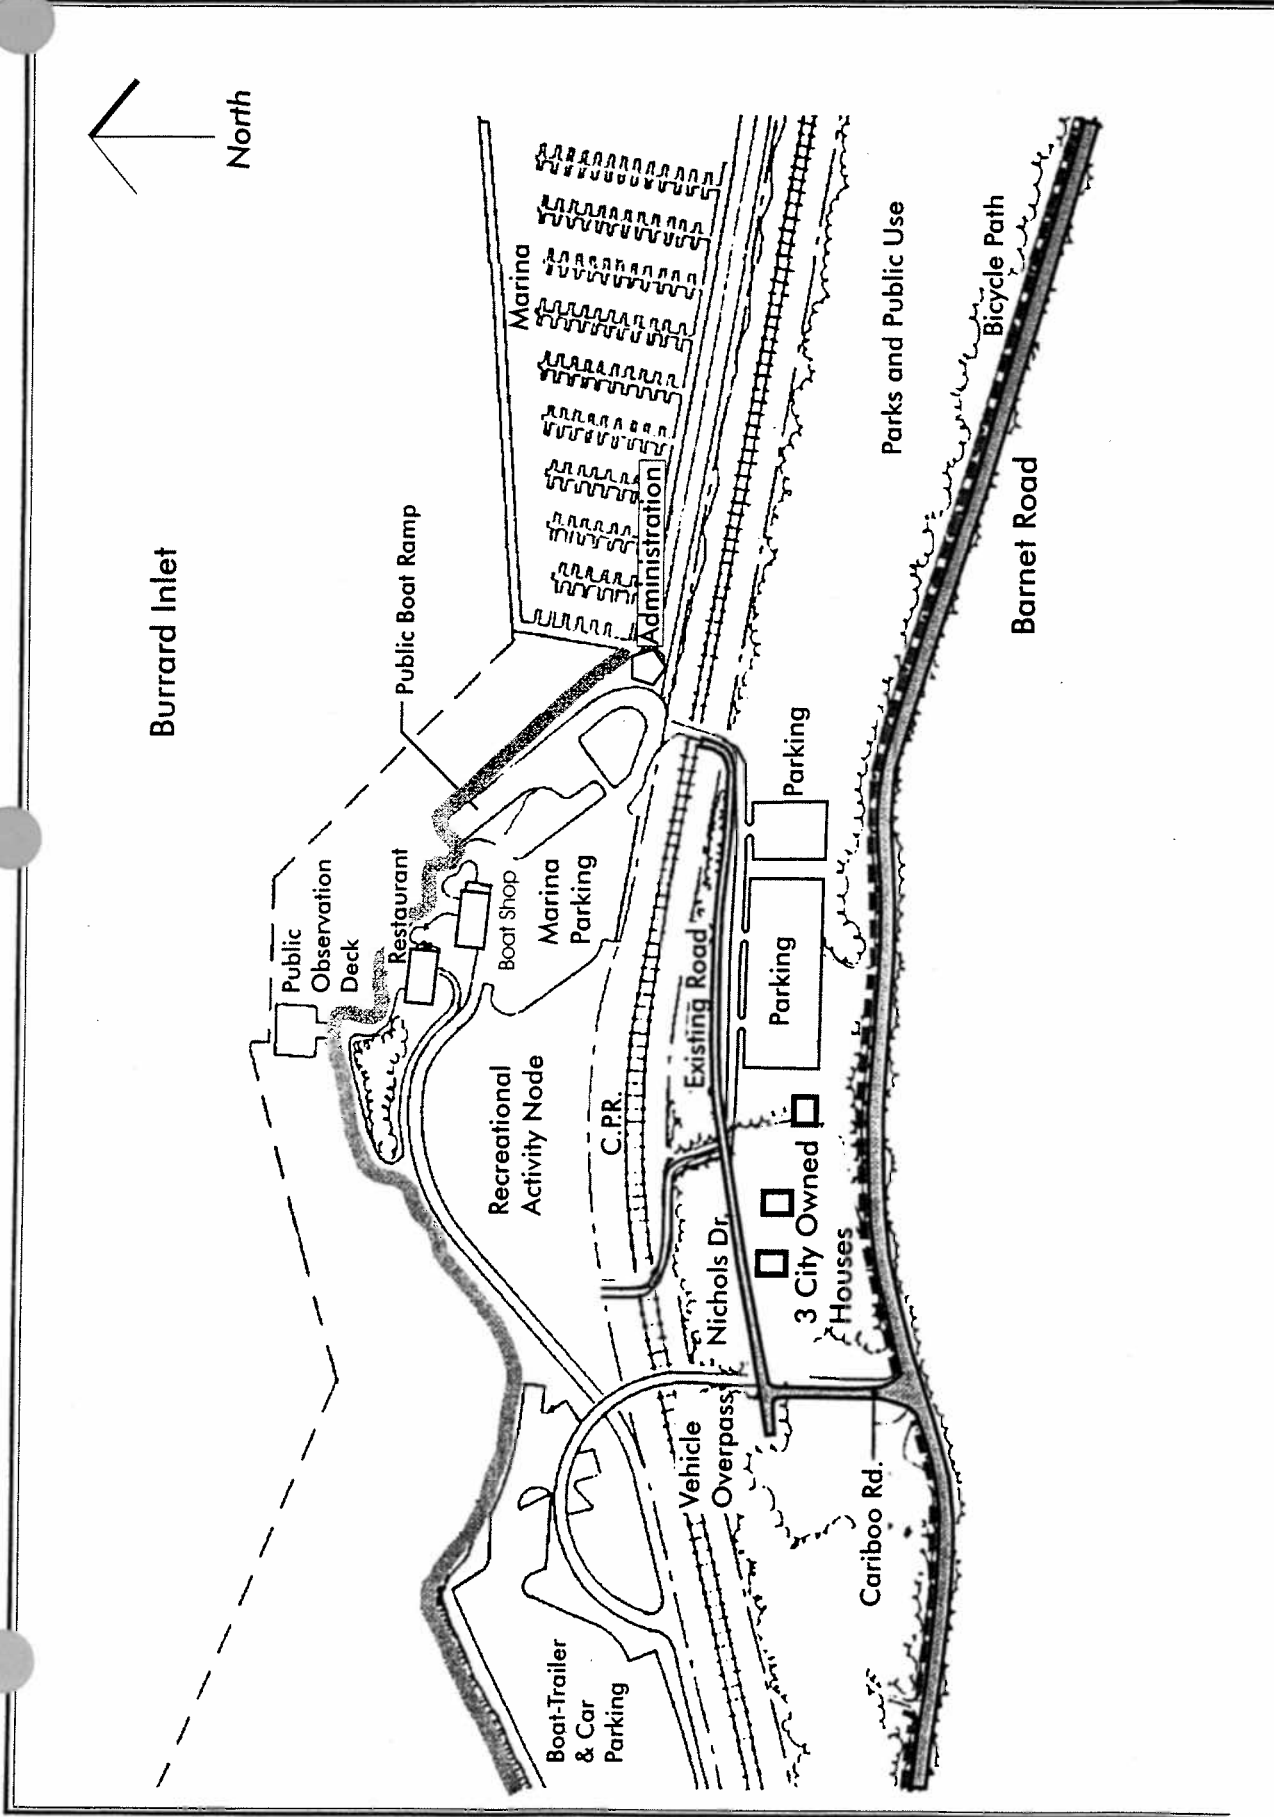 North
Burrard Inlet
Marina
Public Boat Ramp
Administration
Parks and Public Use
Bicycle Path
Barnet Road
Public
Observation
Deck
Restaurant
Boat Shop
Marina
Parking
Parking
Parking
Existing Road
Recreational
Activity Node
C.P.R.
Nichols Dr.
3 City Owned
Houses
Vehicle
Overpass
Cariboo Rd.
Boat-Trailer
& Car
Parking